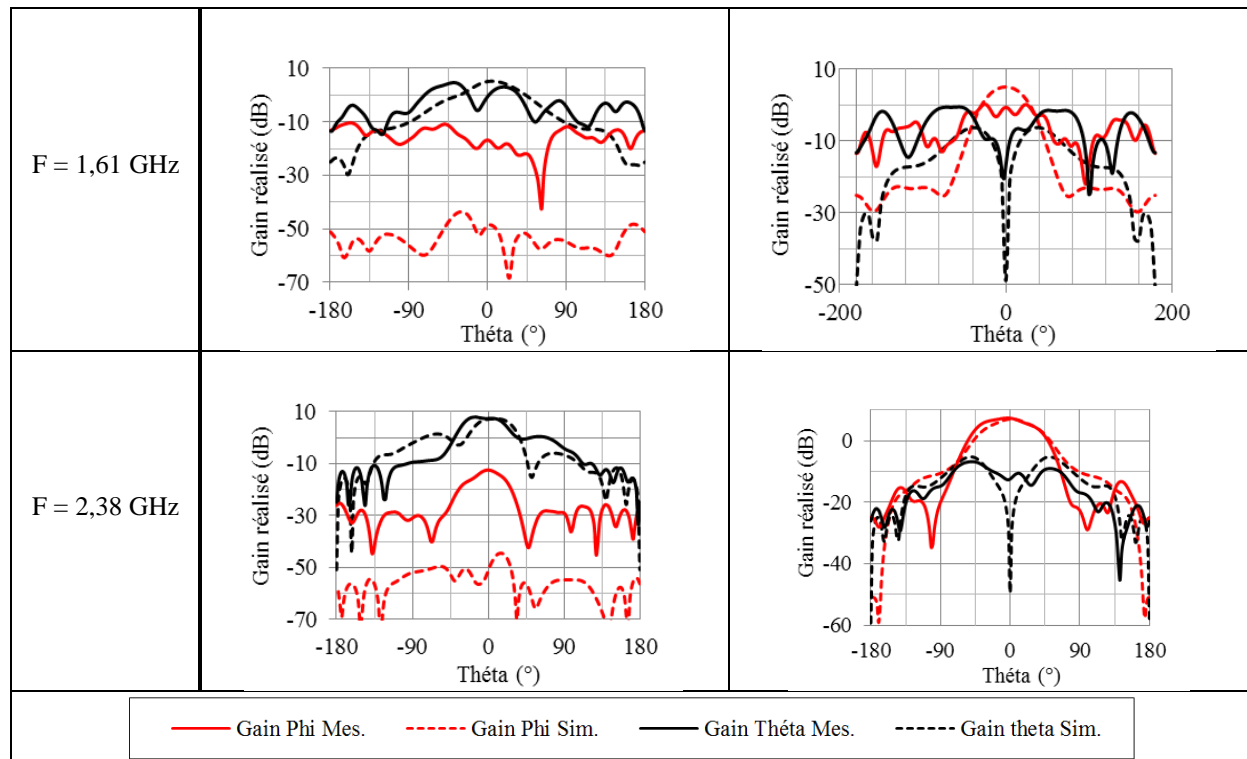 F = 1,61 GHz
Gain réalisé (dB)
10
-10
-30
-50
-70
-180 -90 0 90 180
Théta (°)
Gain réalisé (dB)
10
-10
-30
-50
-200 0 200
Théta (°)
F = 2,38 GHz
Gain réalisé (dB)
10
-10
-30
-50
-70
-180 -90 0 90 180
Théta (°)
Gain réalisé (dB)
0
-20
-40
-60
-180 -90 0 90 180
Théta (°)
Gain Phi Mes. Gain Phi Sim. Gain Théta Mes. Gain theta Sim.